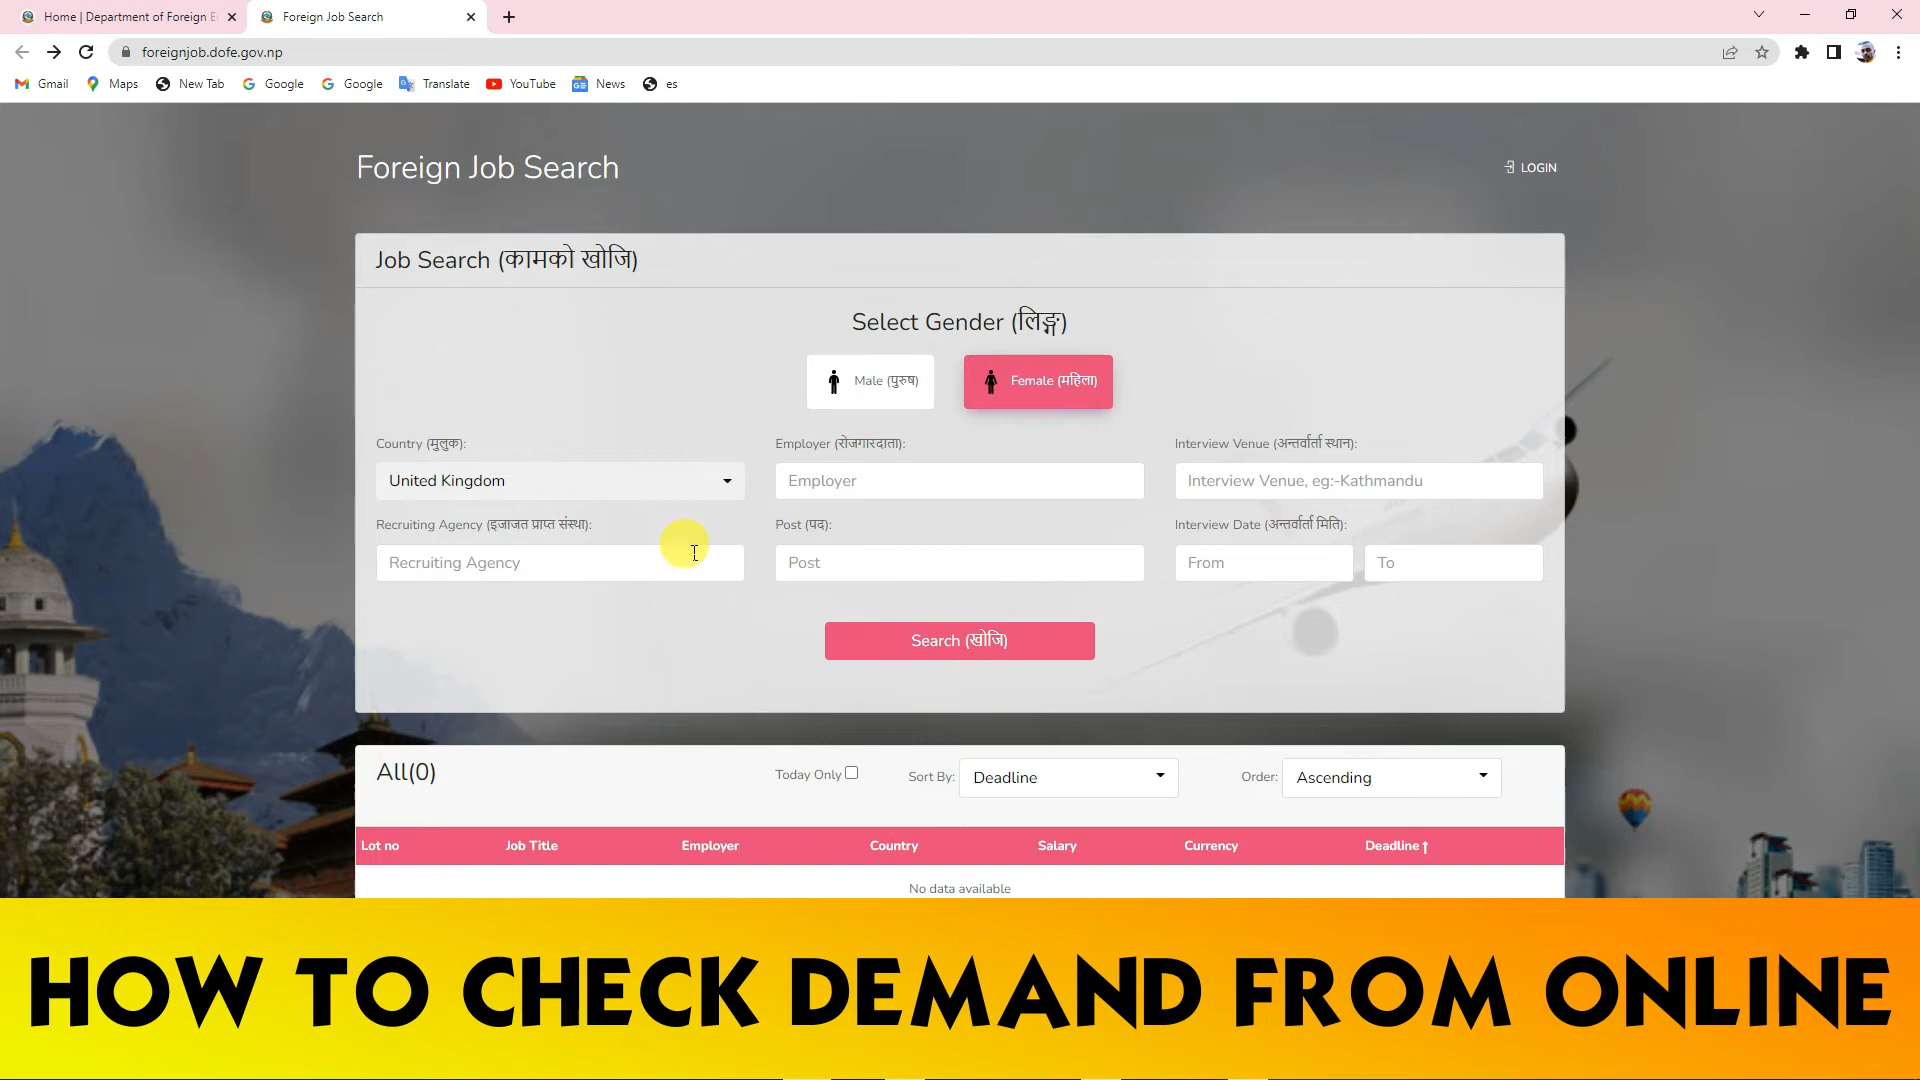 Home | Department of Foreign E
Foreign Job Search
foreignjob.dofe.gov.np
Gmail Maps New Tab Google Google Translate YouTube News es
Foreign Job Search
LOGIN
Job Search (कामको खोजि)
Select Gender (लिङ्ग)
Male (पुरुष) Female (महिला)
Country (मुलुक): Employer (रोजगारदाता): Interview Venue (अन्तर्वार्ता स्थान):
United Kingdom Employer Interview Venue, eg:-Kathmandu
Recruiting Agency (इजाजत प्राप्त संस्था): Post (पद): Interview Date (अन्तर्वार्ता मिति):
Recruiting Agency Post From To
Search (खोजि)
All(0) Today Only Sort By: Deadline Order: Ascending
Lot no Job Title Employer Country Salary Currency Deadline
No data available
HOW TO CHECK DEMAND FROM ONLINE